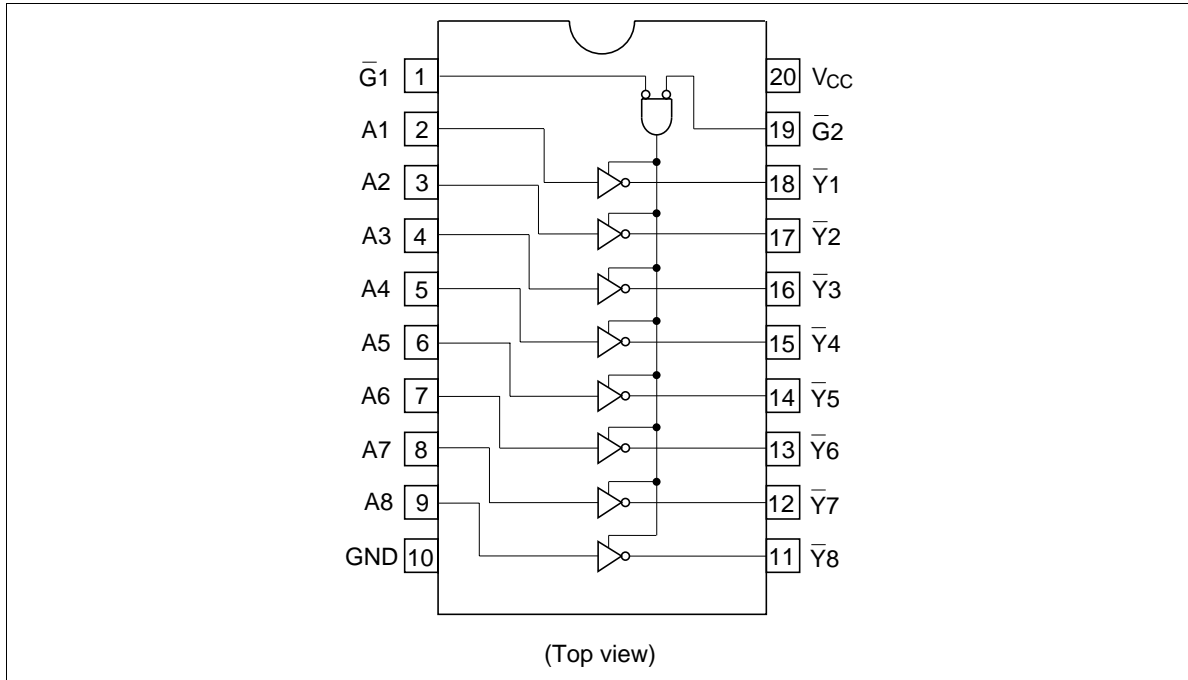 G̅1 1 20 VCC
A1 2 19 G̅2
A2 3 18 Y̅1
A3 4 17 Y̅2
A4 5 16 Y̅3
A5 6 15 Y̅4
A6 7 14 Y̅5
A7 8 13 Y̅6
A8 9 12 Y̅7
GND 10 11 Y̅8
(Top view)